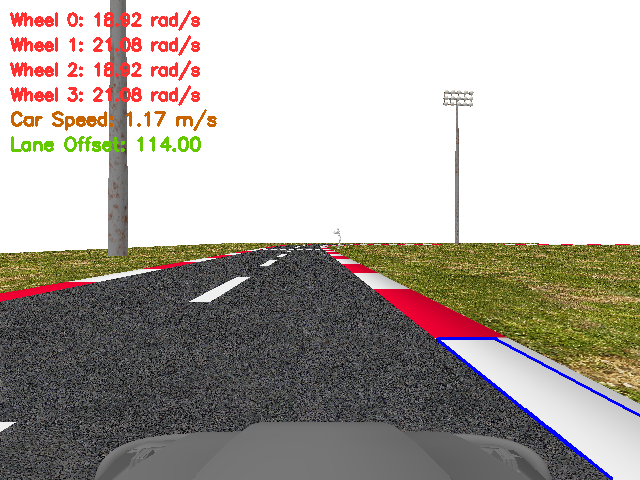 Wheel 0: 18.92 rad/s
Wheel 1: 21.08 rad/s
Wheel 2: 18.92 rad/s
Wheel 3: 21.08 rad/s
Car Speed: 1.17 m/s
Lane Offset: 114.00